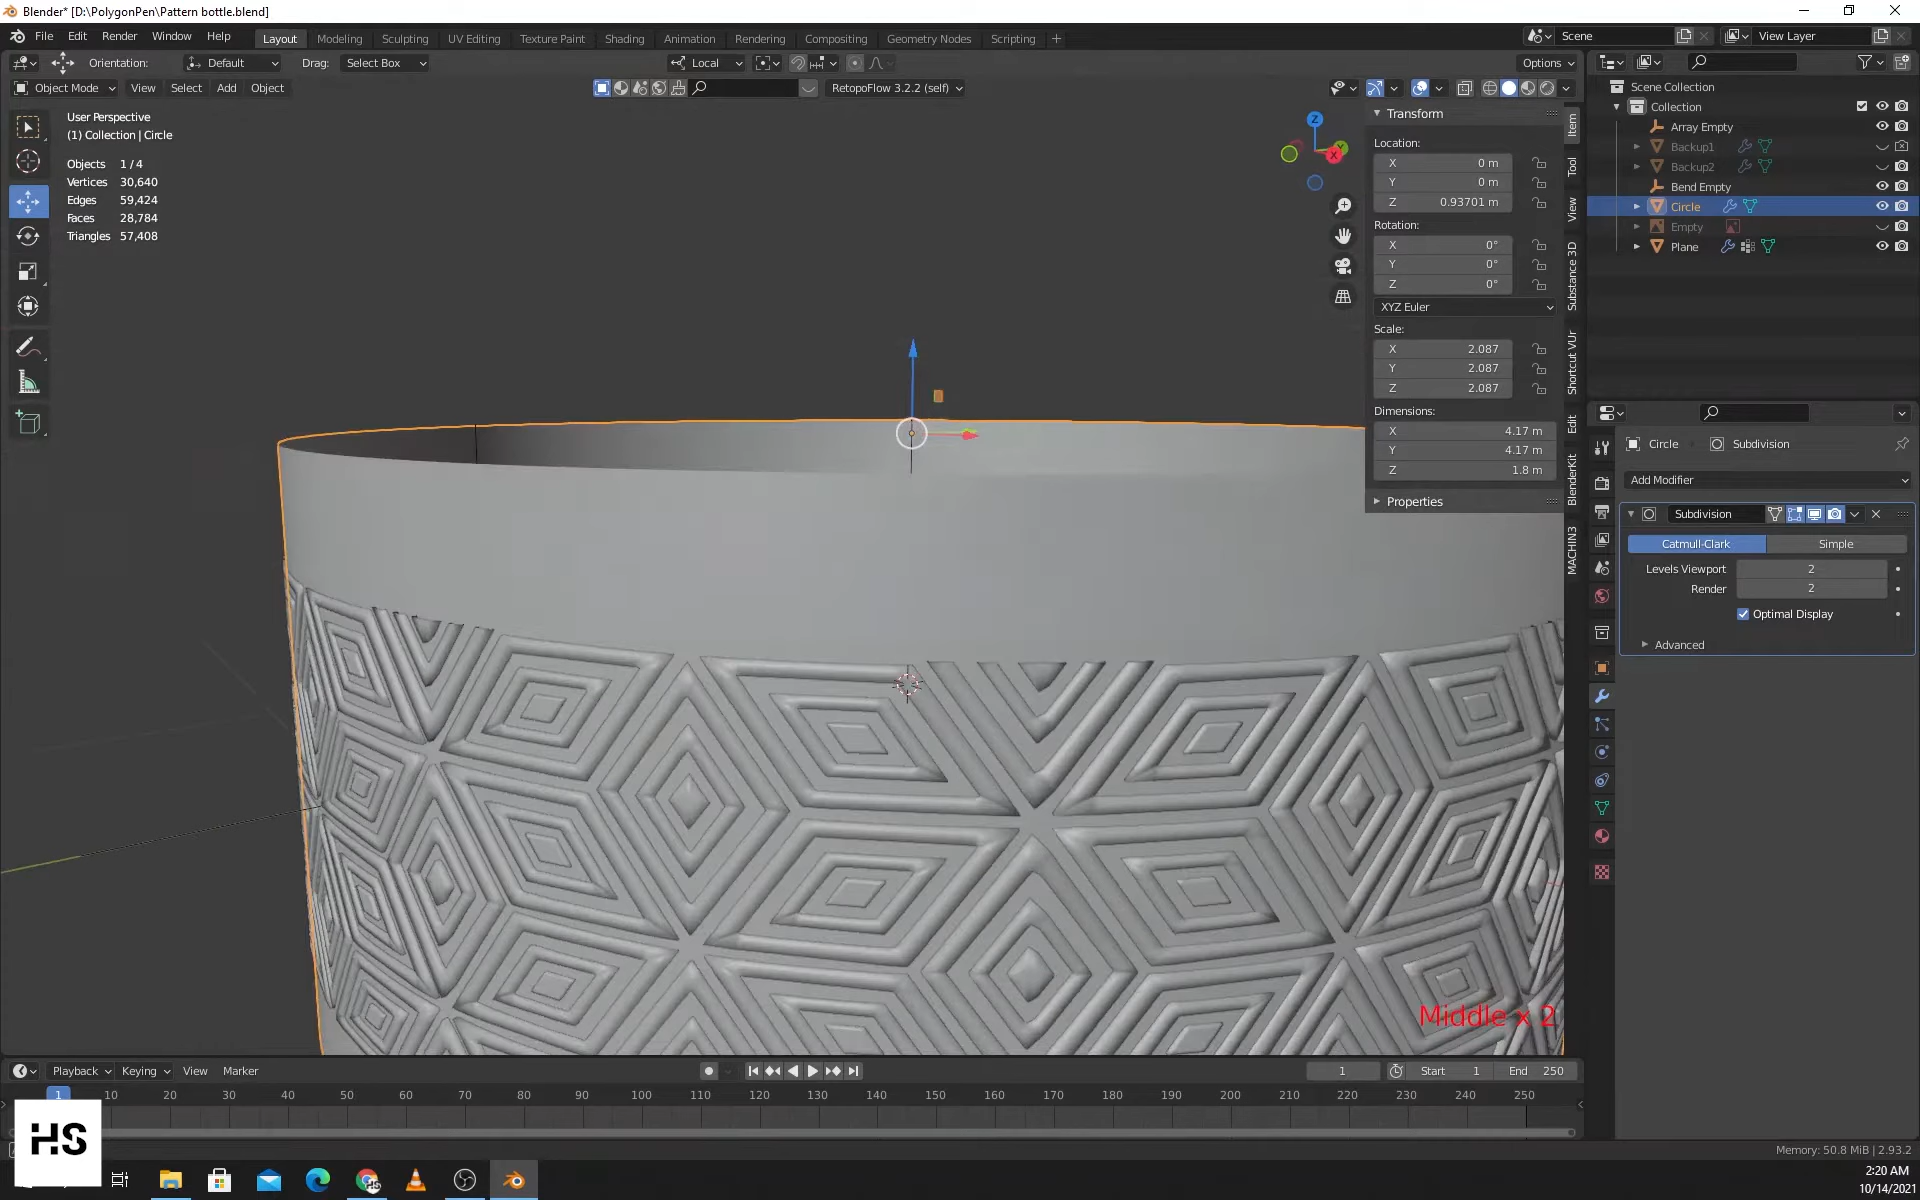 Blender* [D:\PolygonPen\Pattern bottle.blend]
File Edit Render Window Help
Layout Modeling Sculpting UV Editing Texture Paint Shading Animation Rendering Compositing Geometry Nodes Scripting +
Scene
View Layer
Orientation: Default Drag: Select Box
Local
Options
Object Mode View Select Add Object
RetopoFlow 3.2.2 (self)
User Perspective
(1) Collection | Circle
Objects 1 / 4
Vertices 30,640
Edges 59,424
Faces 28,784
Triangles 57,408
Z
X
Transform
Location:
X 0 m
Y 0 m
Z 0.93701 m
Rotation:
X 0°
Y 0°
Z 0°
XYZ Euler
Scale:
X 2.087
Y 2.087
Z 2.087
Dimensions:
X 4.17 m
Y 4.17 m
Z 1.8 m
Properties
Item
Tool
View
Substance 3D
Shortcut VUr
Edit
BlenderKit
MACHIN3
Scene Collection
Collection
Array Empty
Backup1
Backup2
Bend Empty
Circle
Empty
Plane
Circle Subdivision
Add Modifier
Subdivision
Catmull-Clark Simple
Levels Viewport 2
Render 2
Optimal Display
Advanced
Middle x 2
Playback Keying View Marker
1
Start 1 End 250
1 10 20 30 40 50 60 70 80 90 100 110 120 130 140 150 160 170 180 190 200 210 220 230 240 250
HS
Memory: 50.8 MiB | 2.93.2
2:20 AM
10/14/2021